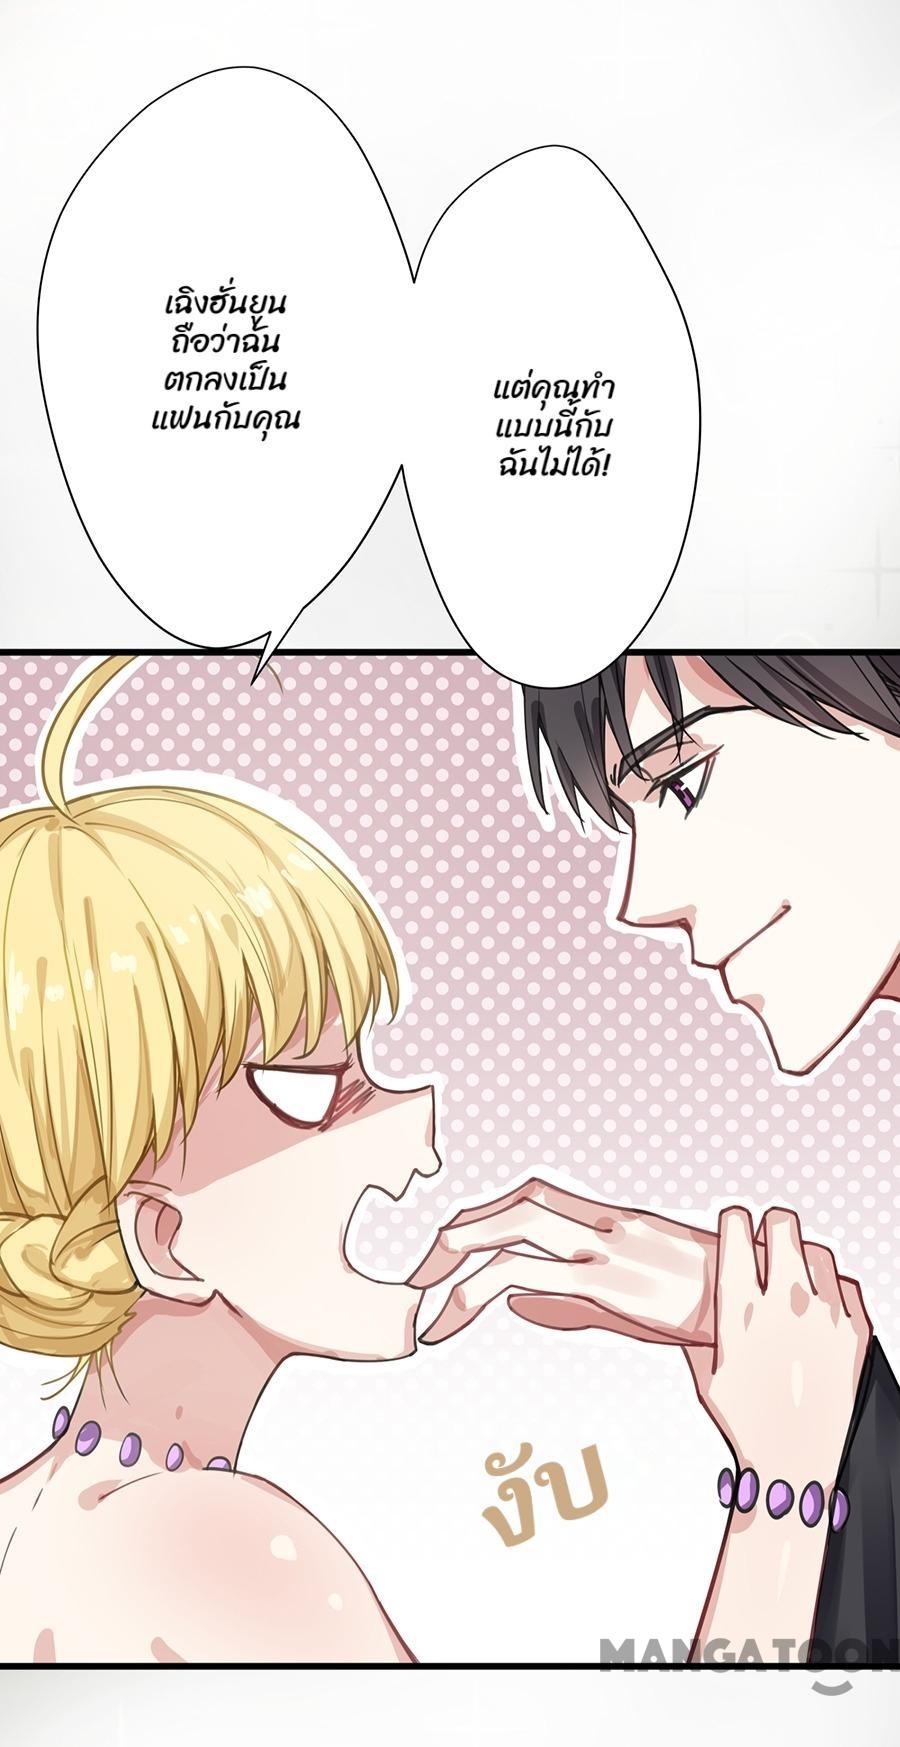 เฉิงฮั่นยูน
ถือว่าฉัน
ตกลงเป็น
แฟนกับคุณ
แต่คุณทำ
แบบนี้กับ
ฉันไม่ได้!
งับ
MANGATOON